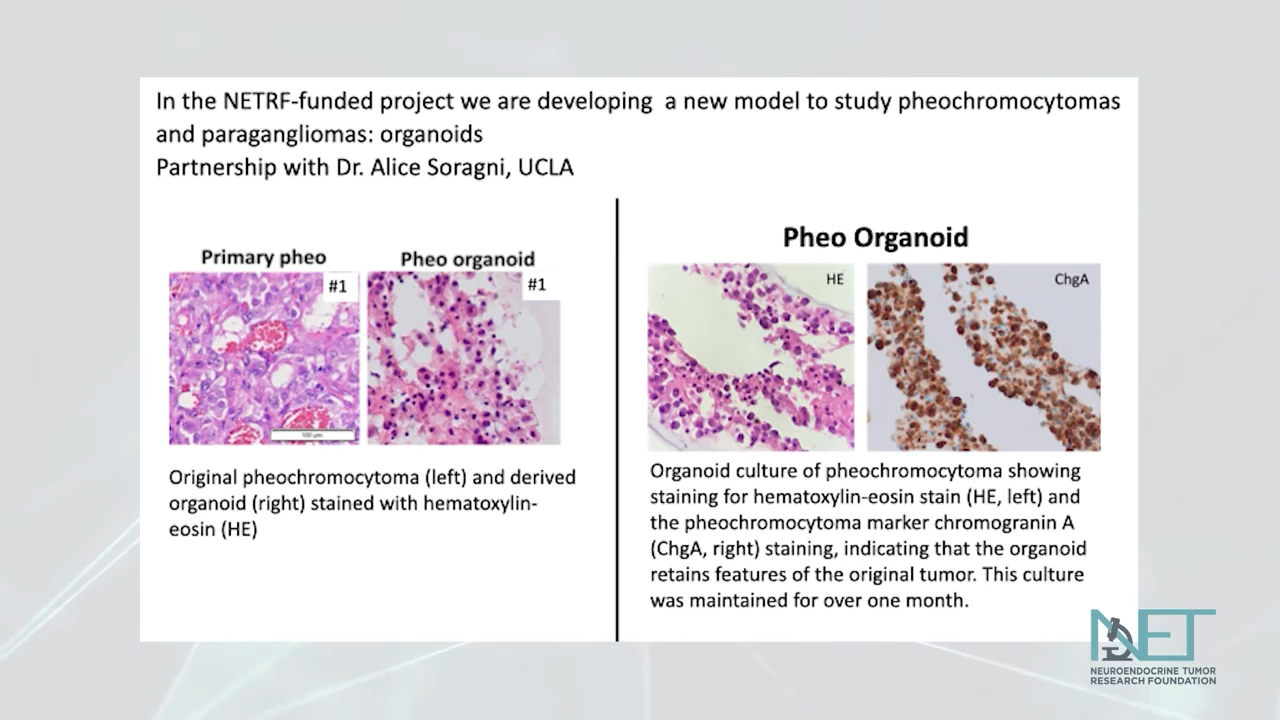 In the NETRF-funded project we are developing  a new model to study pheochromocytomas
and paragangliomas: organoids
Partnership with Dr. Alice Soragni, UCLA
Primary pheo
Pheo organoid
#1
#1
100 µm
Original pheochromocytoma (left) and derived
organoid (right) stained with hematoxylin-
eosin (HE)
Pheo Organoid
HE
ChgA
Organoid culture of pheochromocytoma showing
staining for hematoxylin-eosin stain (HE, left) and
the pheochromocytoma marker chromogranin A
(ChgA, right) staining, indicating that the organoid
retains features of the original tumor. This culture
was maintained for over one month.
NET
NEUROENDOCRINE TUMOR
RESEARCH FOUNDATION